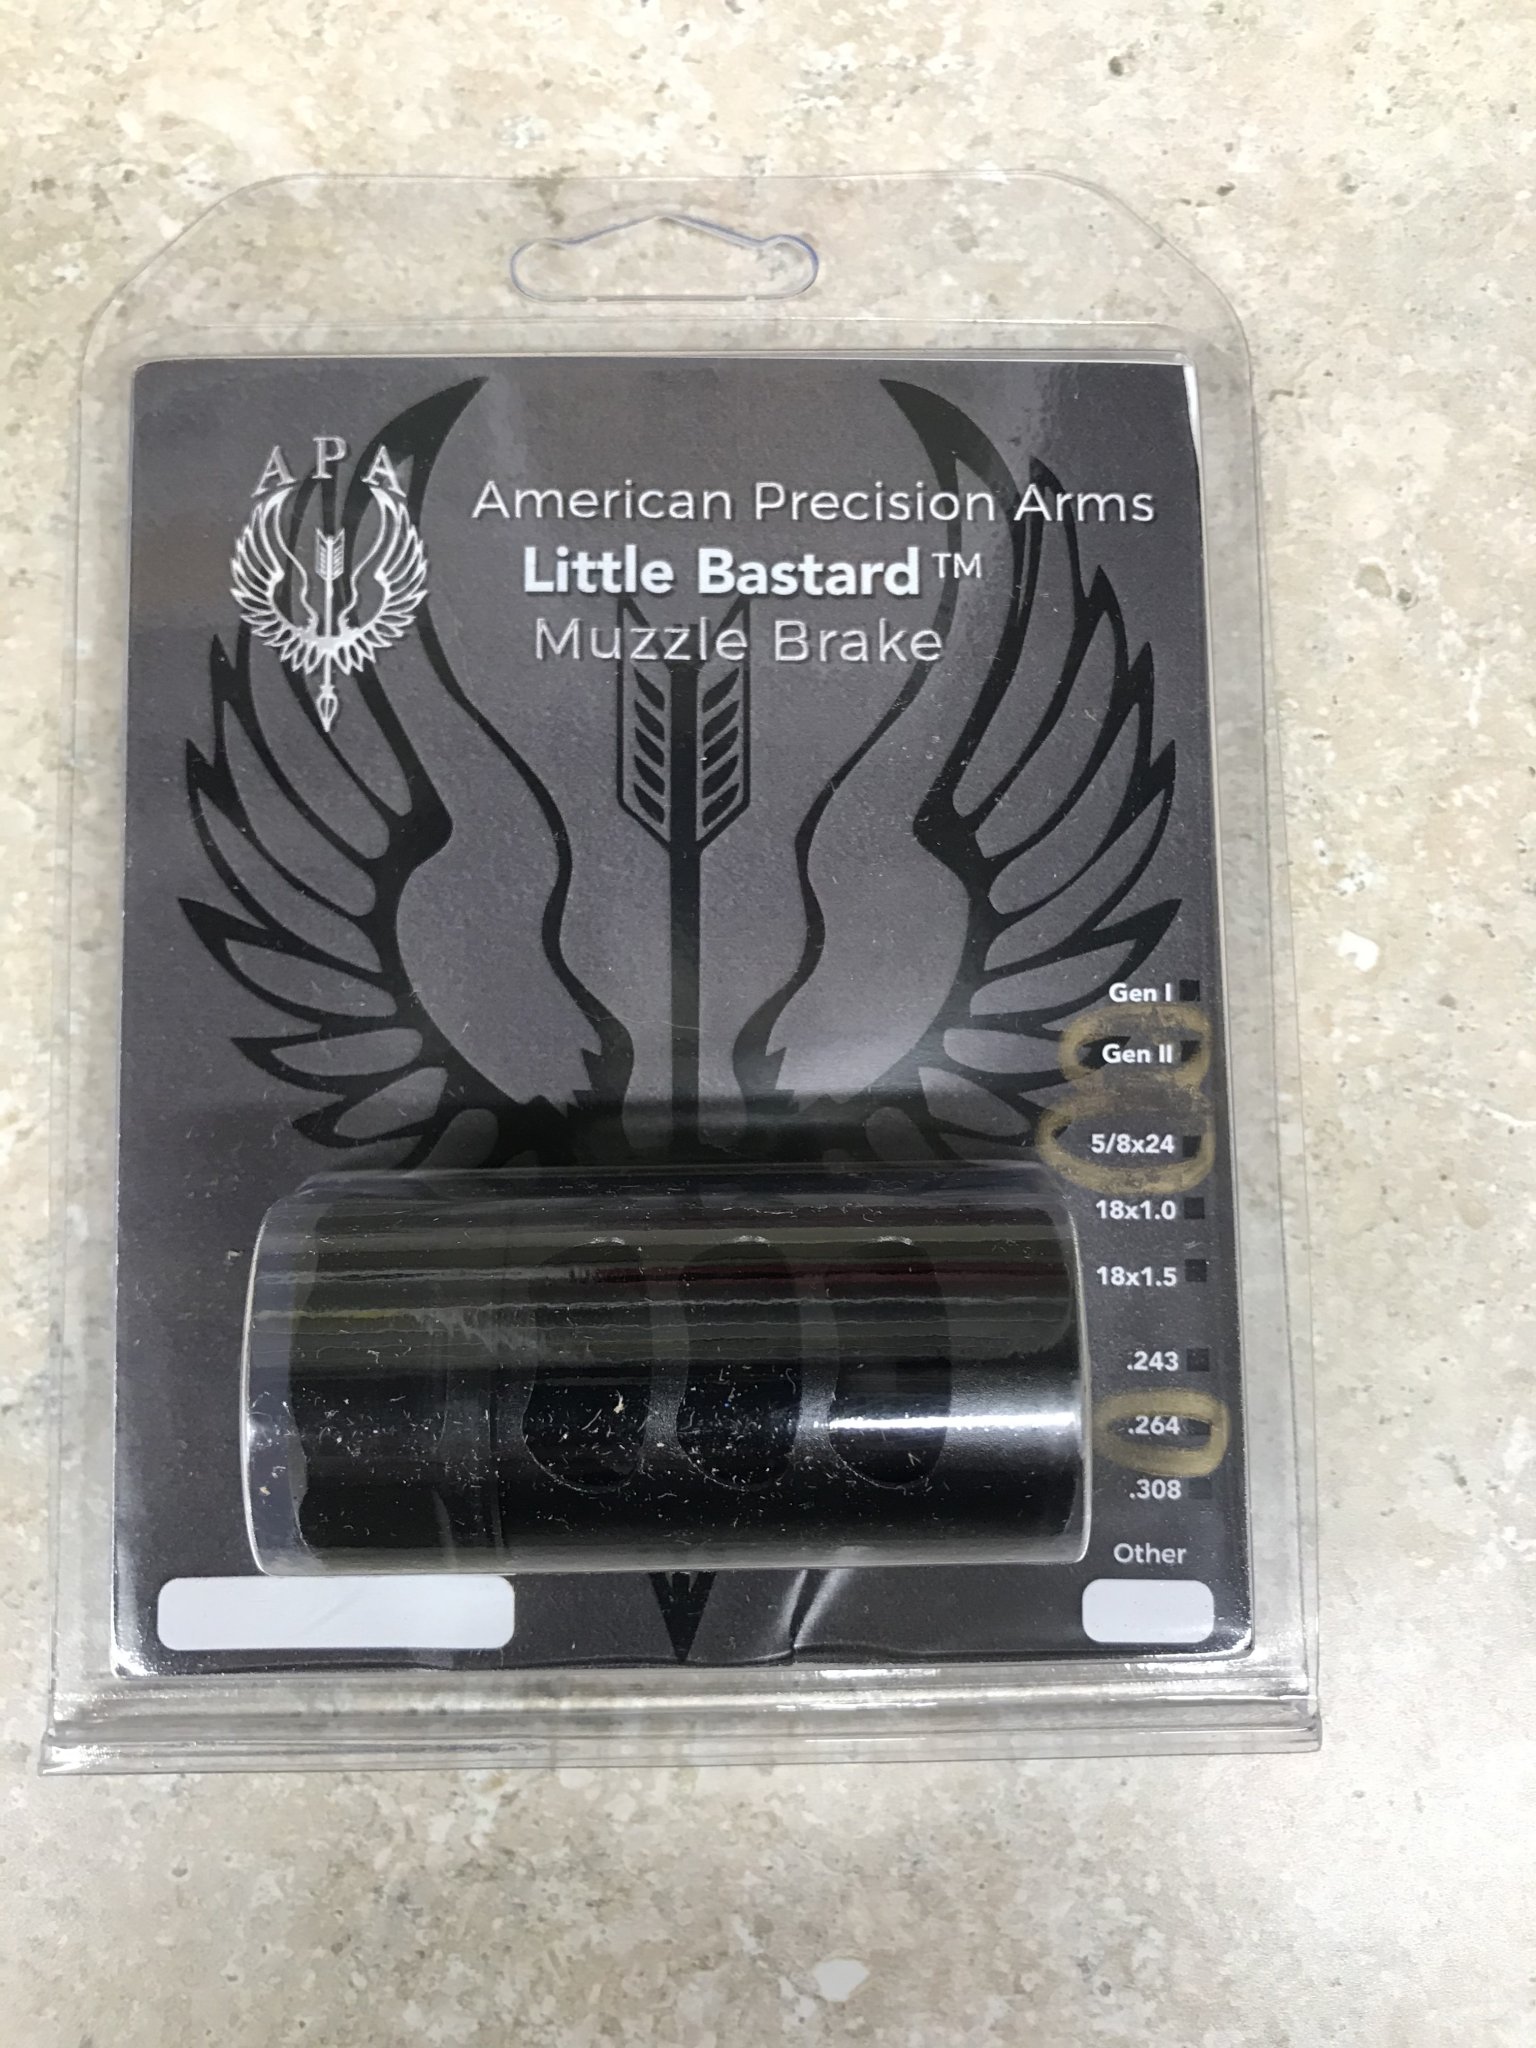 APA
American Precision Arms
Little Bastard™
Muzzle Brake
Gen I
Gen II
5/8x24
18x1.0
18x1.5
.243
.264
.308
Other